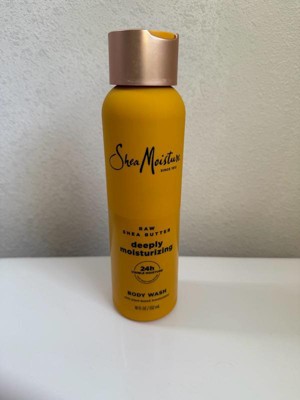 SheaMoisture
RAW
SHEA BUTTER
deeply
moisturizing
24h
BODY WASH